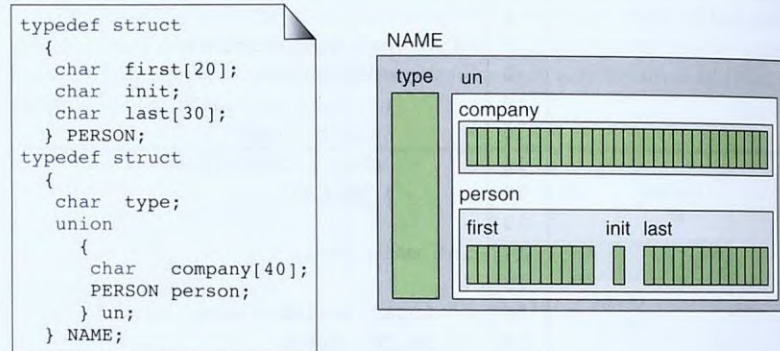 typedef struct
{
char first[20];
char init;
char last[30];
} PERSON;
typedef struct
{
char type;
union
{
char company[40];
PERSON person;
} un;
} NAME;
NAME
type un
company
person
first init last